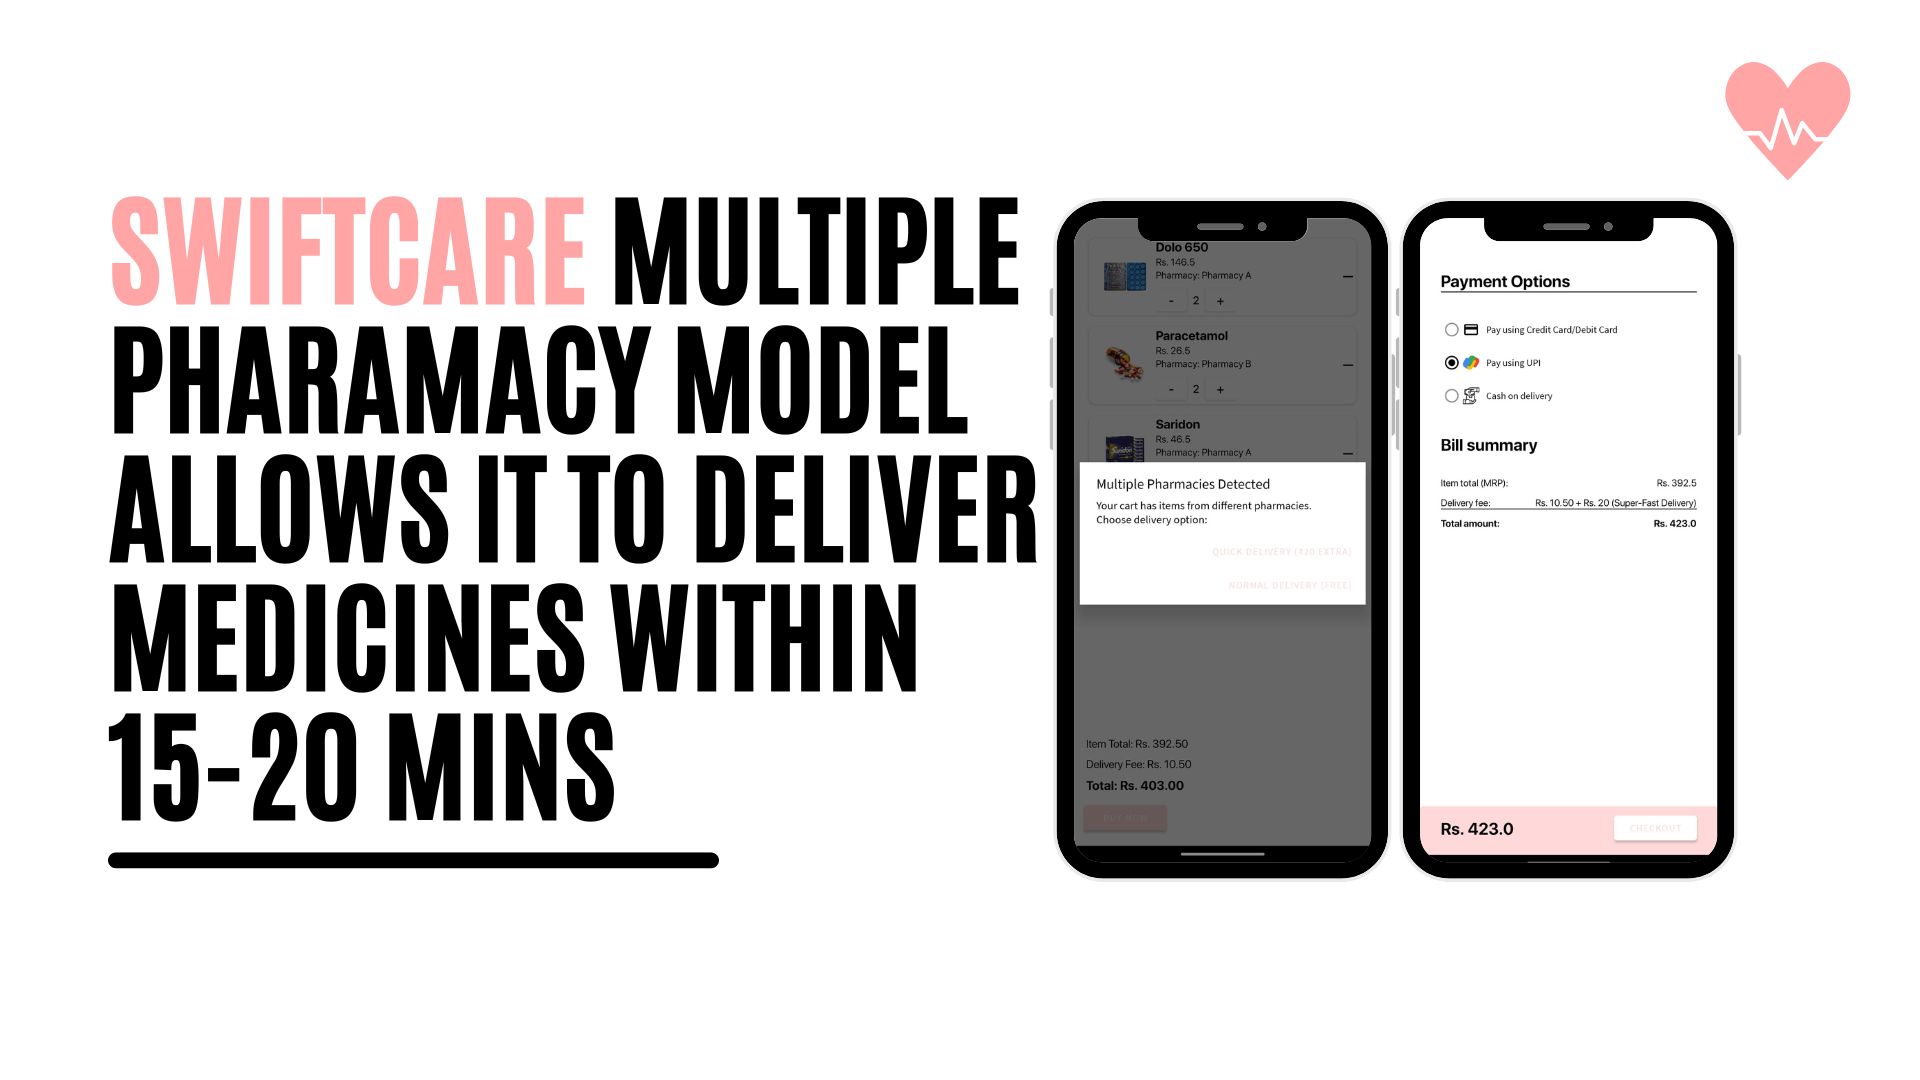 SWIFTCARE MULTIPLE
PHARAMACY MODEL
ALLOWS IT TO DELIVER
MEDICINES WITHIN
15-20 MINS
Dolo 650
Rs. 146.5
Pharmacy: Pharmacy A
- 2 +
Paracetamol
Rs. 26.5
Pharmacy: Pharmacy B
- 2 +
Saridon
Rs. 46.5
Pharmacy: Pharmacy A
Multiple Pharmacies Detected
Your cart has items from different pharmacies.
Choose delivery option:
QUICK DELIVERY (₹20 EXTRA)
NORMAL DELIVERY (FREE)
Item Total: Rs. 392.50
Delivery Fee: Rs. 10.50
Total: Rs. 403.00
BUY NOW
Payment Options
Pay using Credit Card/Debit Card
Pay using UPI
Cash on delivery
Bill summary
Item total (MRP): Rs. 392.5
Delivery fee: Rs. 10.50 + Rs. 20 (Super-Fast Delivery)
Total amount: Rs. 423.0
Rs. 423.0 CHECKOUT